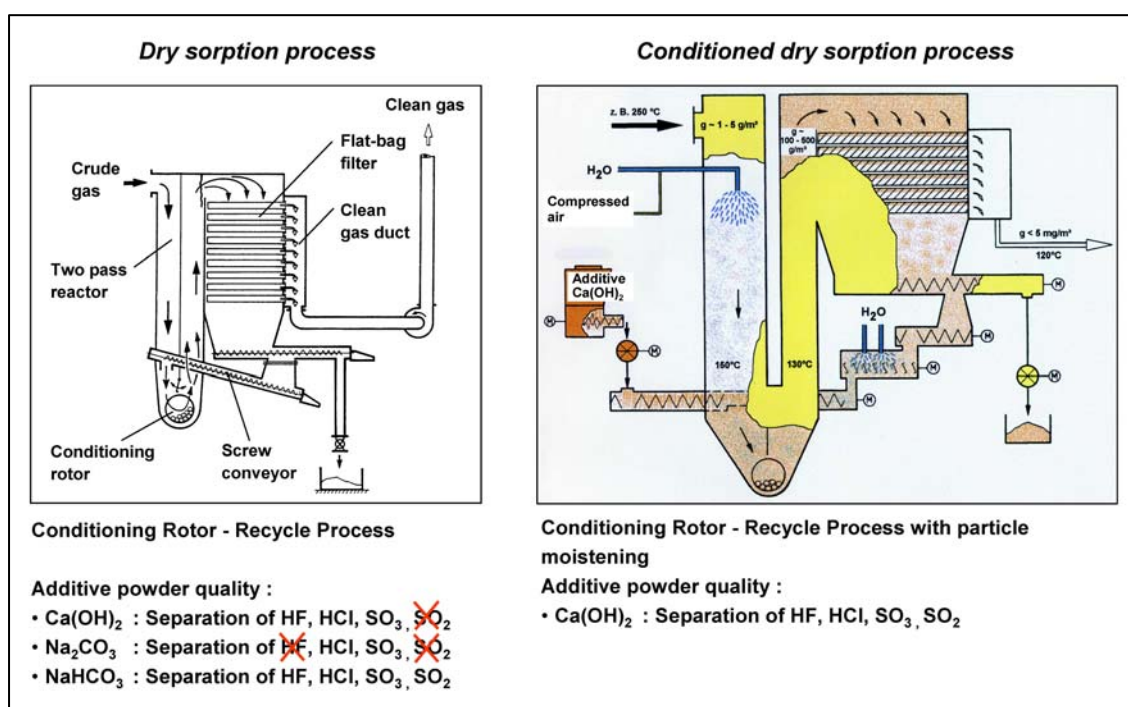 Dry sorption process
Clean gas
Flat-bag
filter
Crude
gas
Clean
gas duct
Two pass
reactor
Conditioning
rotor
Screw
conveyor
Conditioning Rotor - Recycle Process
Additive powder quality :
• Ca(OH)₂ : Separation of HF, HCl, SO₃, SO₂
• Na₂CO₃ : Separation of HF, HCl, SO₃, SO₂
• NaHCO₃ : Separation of HF, HCl, SO₃, SO₂
Conditioned dry sorption process
z. B. 250 °C
g ~ 1 - 5 g/m³
g ~
100 - 500
g/m³
H₂O
Compressed
air
g < 5 mg/m³
120°C
Additive
Ca(OH)₂
M
M
H₂O
M
M
M
M
M
150°C
130°C
Conditioning Rotor - Recycle Process with particle
moistening
Additive powder quality :
• Ca(OH)₂ : Separation of HF, HCl, SO₃, SO₂